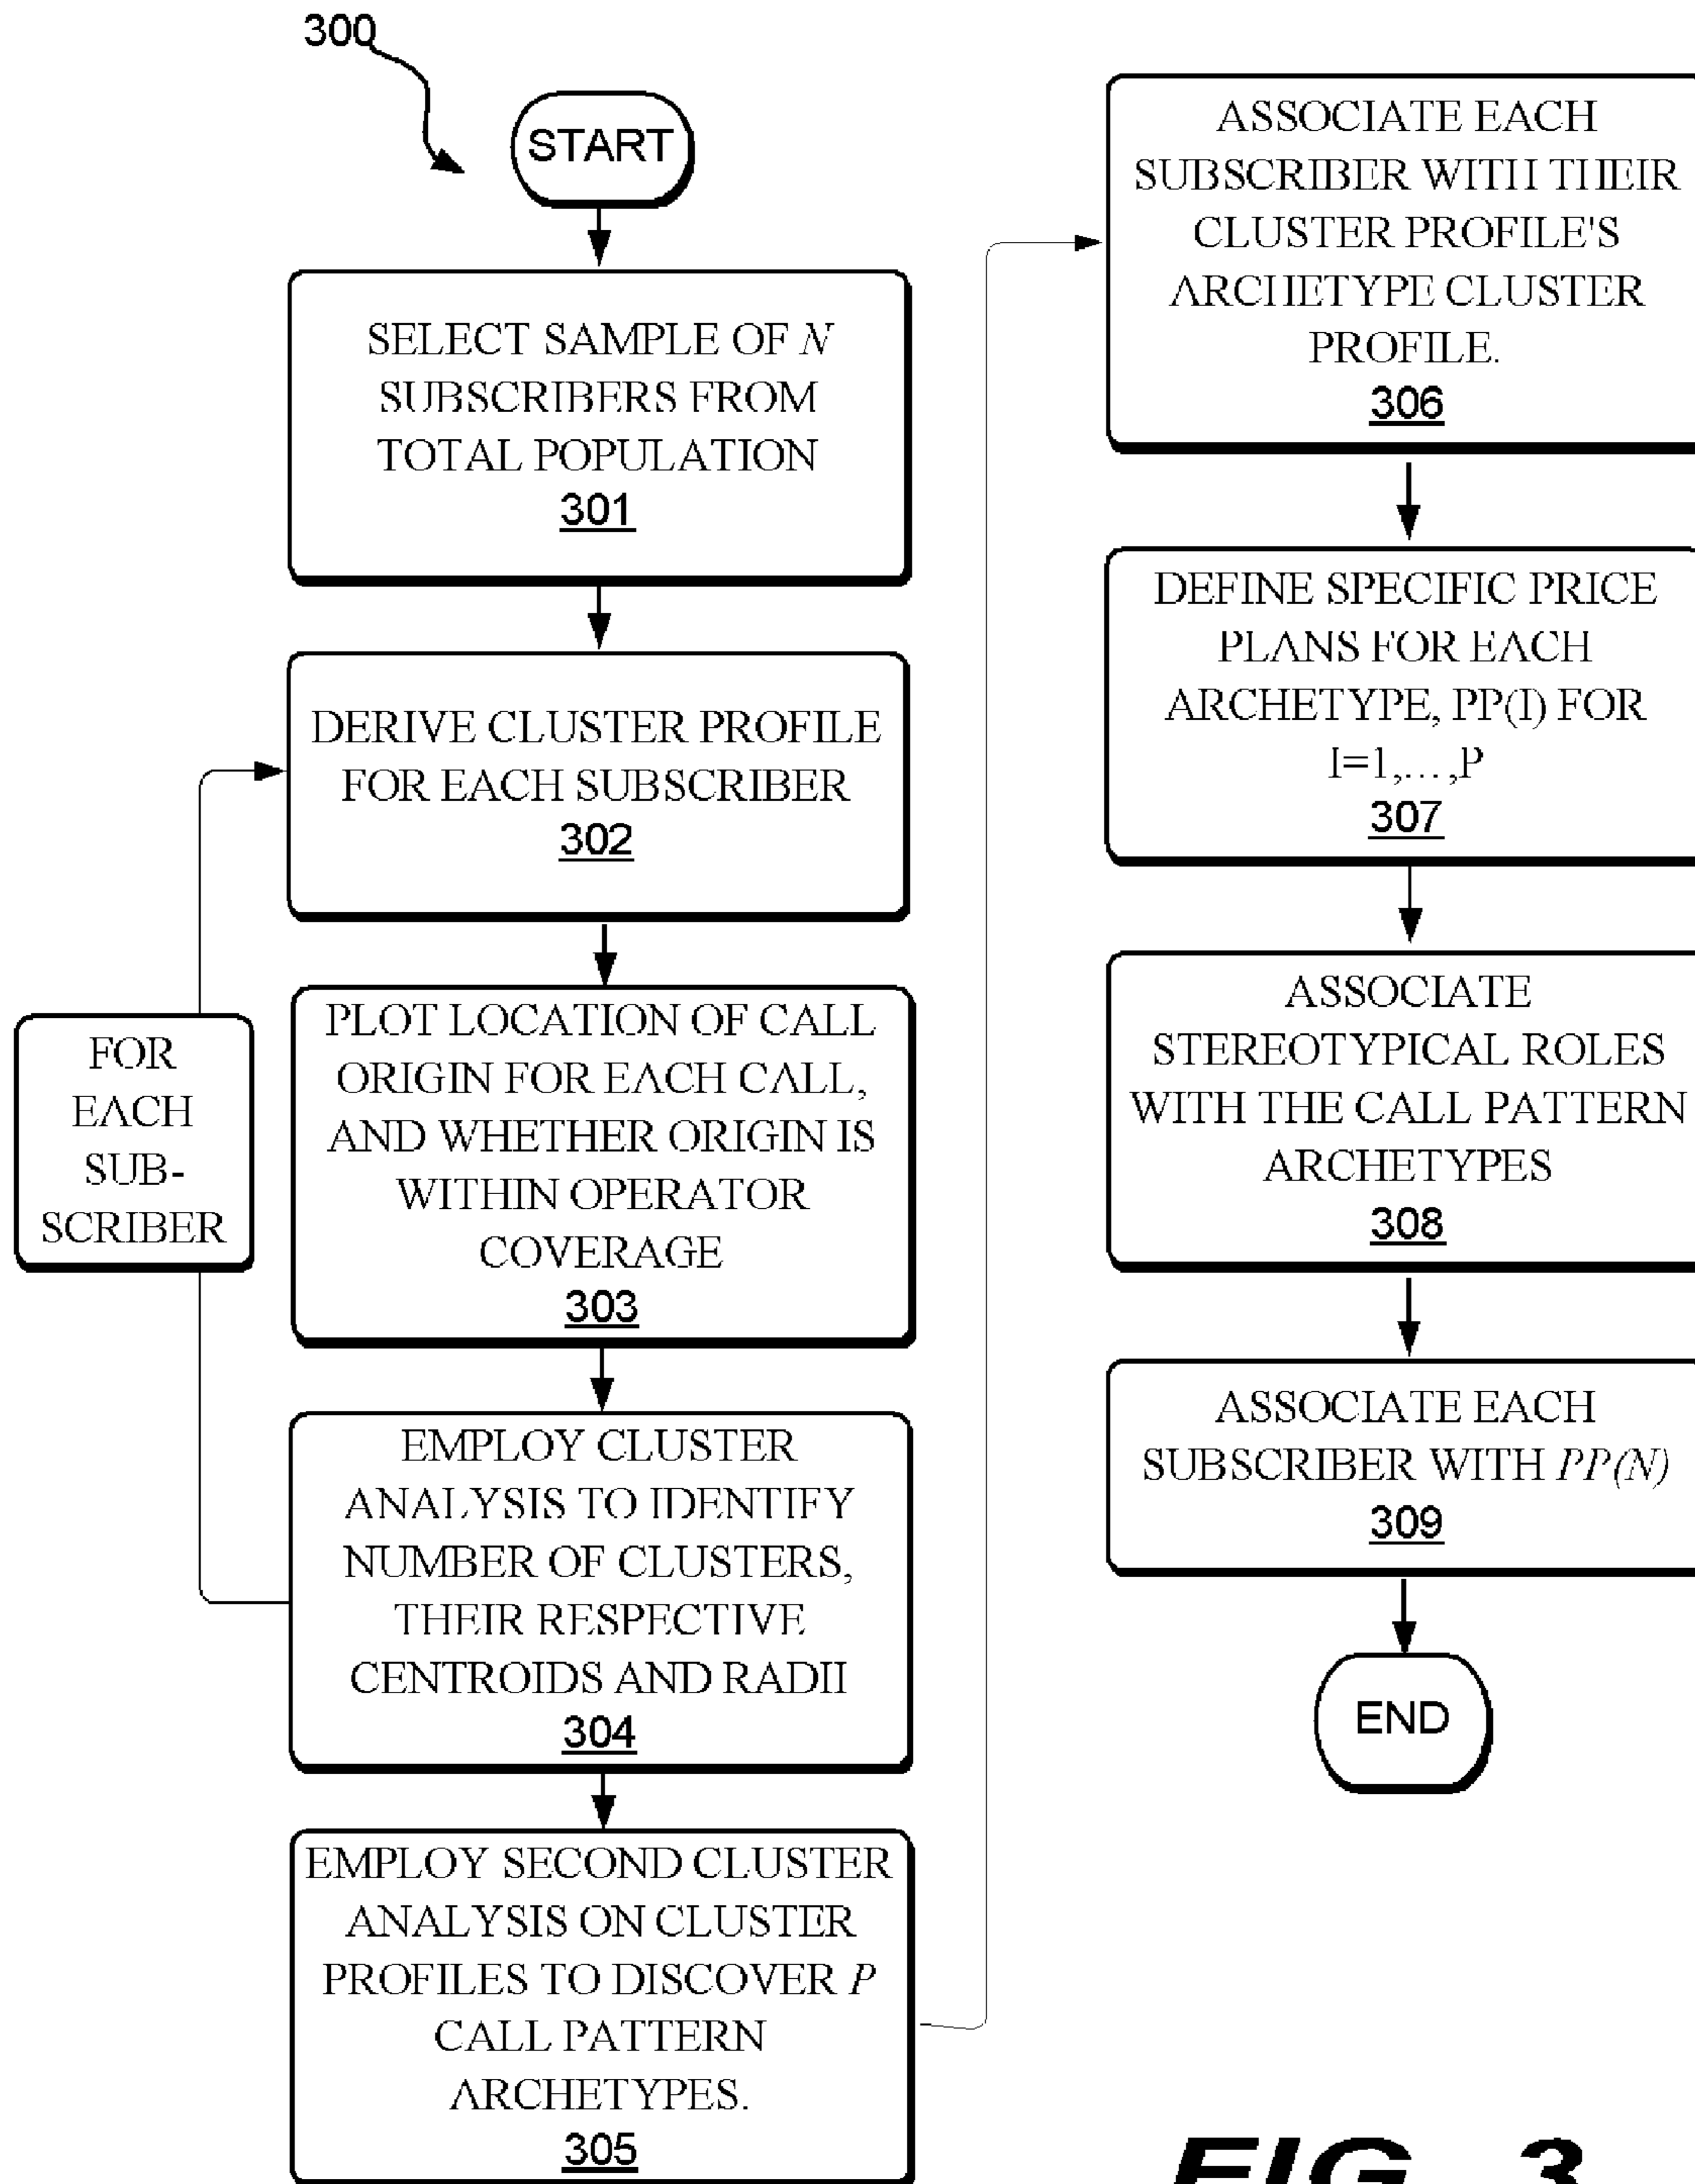 300
START
SELECT SAMPLE OF N
SUBSCRIBERS FROM
TOTAL POPULATION
301
DERIVE CLUSTER PROFILE
FOR EACH SUBSCRIBER
302
FOR
EACH
SUB-
SCRIBER
PLOT LOCATION OF CALL
ORIGIN FOR EACH CALL,
AND WHETHER ORIGIN IS
WITHIN OPERATOR
COVERAGE
303
EMPLOY CLUSTER
ANALYSIS TO IDENTIFY
NUMBER OF CLUSTERS,
THEIR RESPECTIVE
CENTROIDS AND RADII
304
EMPLOY SECOND CLUSTER
ANALYSIS ON CLUSTER
PROFILES TO DISCOVER P
CALL PATTERN
ARCHETYPES.
305
ASSOCIATE EACH
SUBSCRIBER WITH THEIR
CLUSTER PROFILE'S
ARCHETYPE CLUSTER
PROFILE.
306
DEFINE SPECIFIC PRICE
PLANS FOR EACH
ARCHETYPE, PP(I) FOR
I=1,...,P
307
ASSOCIATE
STEREOTYPICAL ROLES
WITH THE CALL PATTERN
ARCHETYPES
308
ASSOCIATE EACH
SUBSCRIBER WITH PP(N)
309
END
FIG. 3